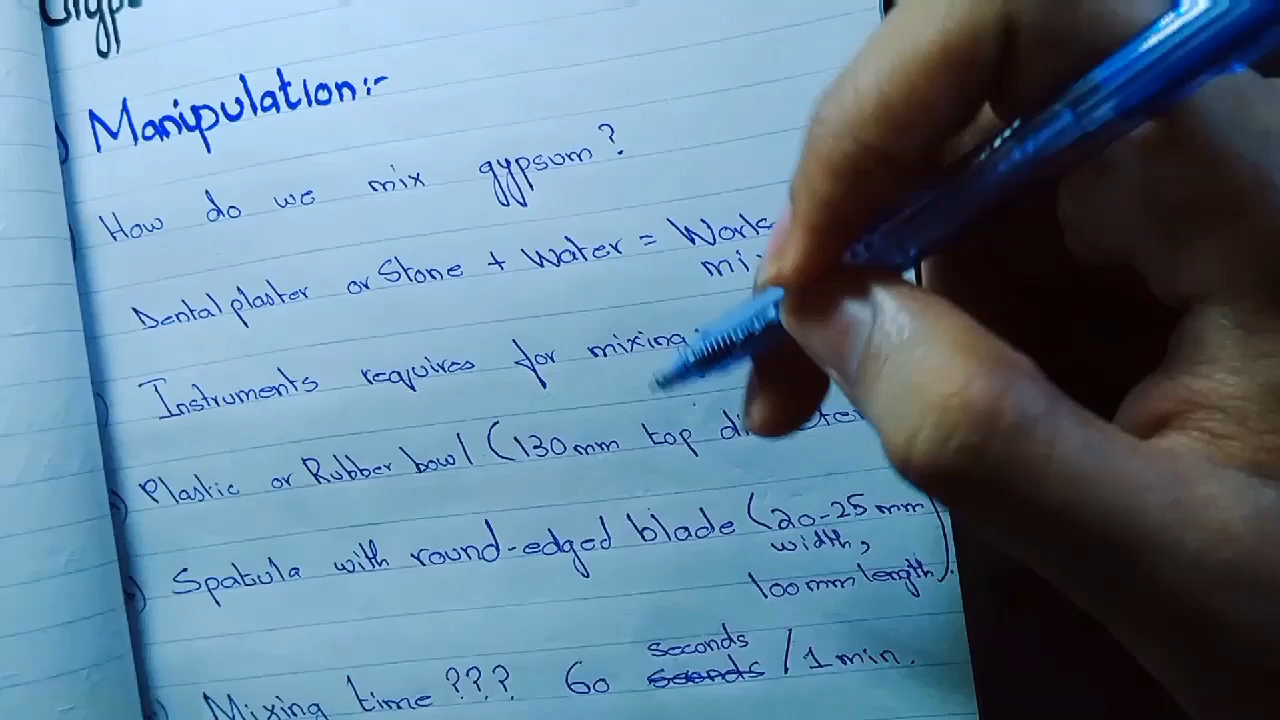 Manipulation:-
How do we mix gypsum?
Dental plaster or Stone + Water =
Instruments requires for mixing
Plastic or Rubber bowl (130mm top
Spatula with round-edged blade (20-25 mm
width,
100mm length).
seconds
Mixing time??? 60 / 1 min.